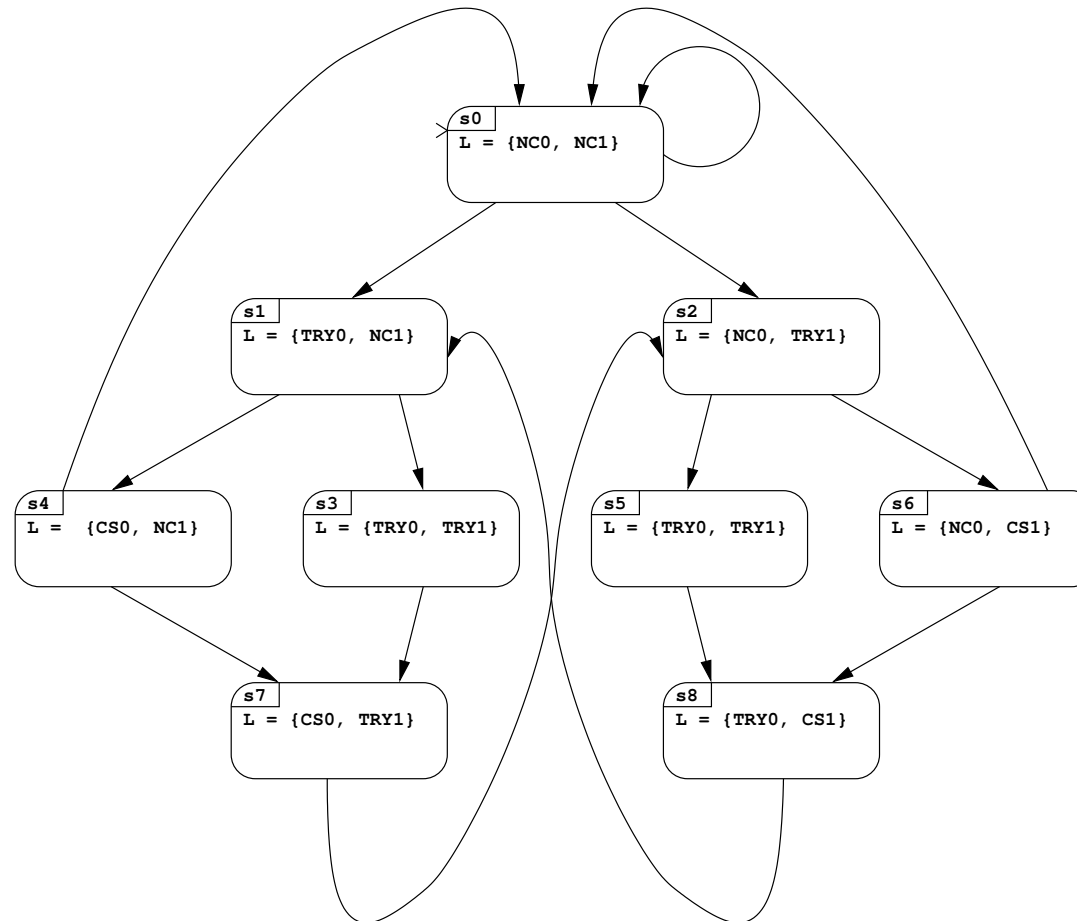 s0
L = {NC0, NC1}
s1
L = {TRY0, NC1}
s2
L = {NC0, TRY1}
s4
L =  {CS0, NC1}
s3
L = {TRY0, TRY1}
s5
L = {TRY0, TRY1}
s6
L = {NC0, CS1}
s7
L = {CS0, TRY1}
s8
L = {TRY0, CS1}